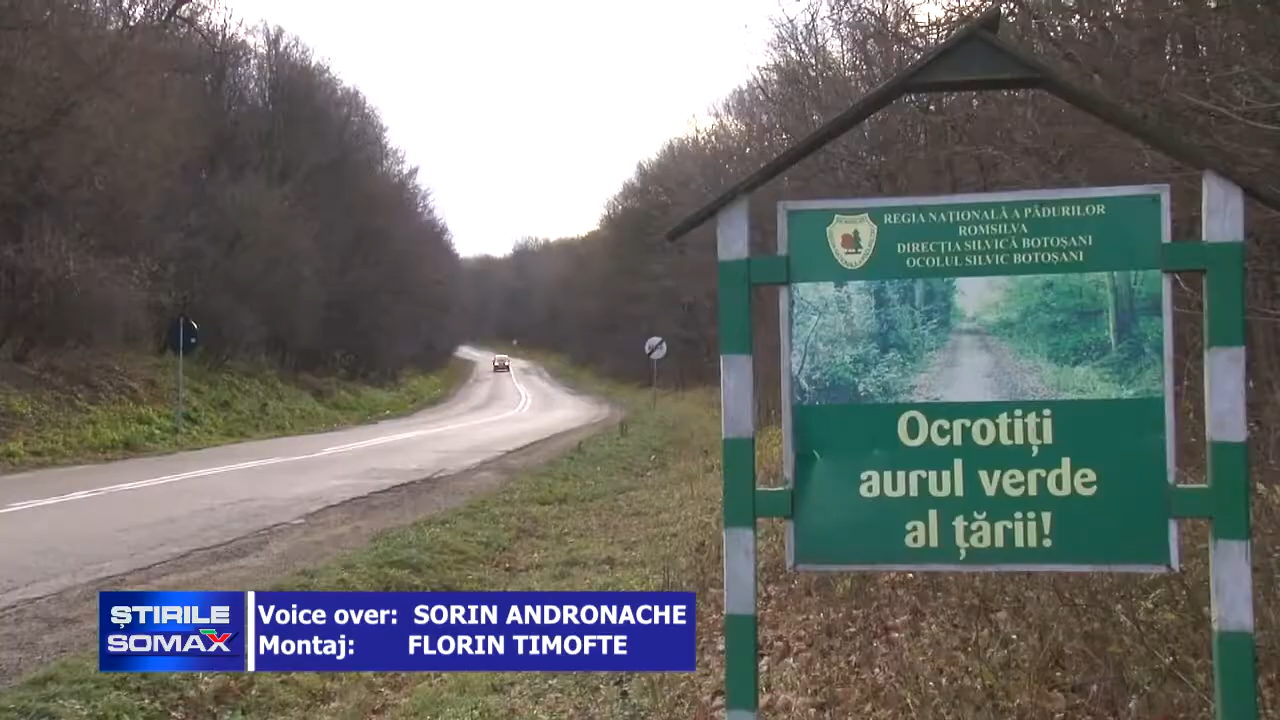 REGIA NAȚIONALĂ A PĂDURILOR
ROMSILVA
DIRECȚIA SILVICĂ BOTOȘANI
OCOLUL SILVIC BOTOȘANI
Ocrotiți
aurul verde
al țării!
ȘTIRILE
SOMAX
Voice over: SORIN ANDRONACHE
Montaj: FLORIN TIMOFTE